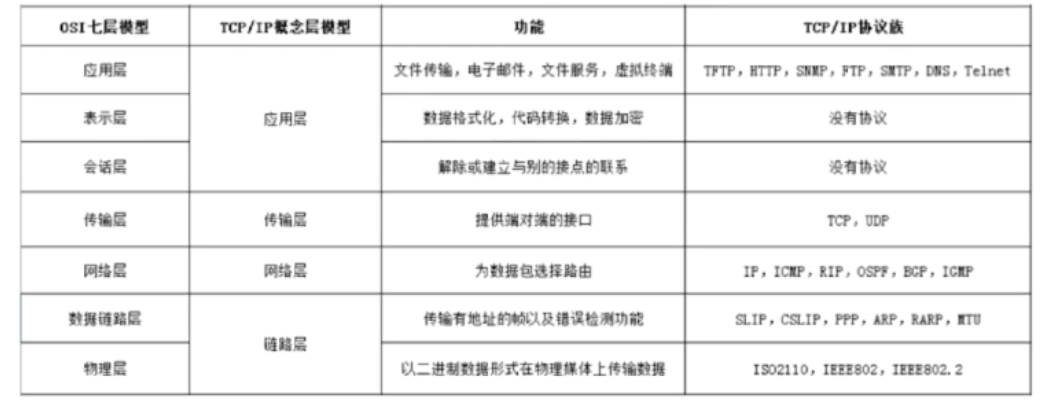 OSI七层模型 TCP/IP概念层模型 功能 TCP/IP协议族
应用层 文件传输，电子邮件，文件服务，虚拟终端 TFTP，HTTP，SNMP，FTP，SMTP，DNS，Telnet
表示层 应用层 数据格式化，代码转换，数据加密 没有协议
会话层 解除或建立与别的接点的联系 没有协议
传输层 传输层 提供端对端的接口 TCP，UDP
网络层 网络层 为数据包选择路由 IP，ICMP，RIP，OSPF，BGP，IGMP
数据链路层 传输有地址的帧以及错误检测功能 SLIP，CSLIP，PPP，ARP，RARP，MTU
链路层
物理层 以二进制数据形式在物理媒体上传输数据 ISO2110，IEEE802，IEEE802.2